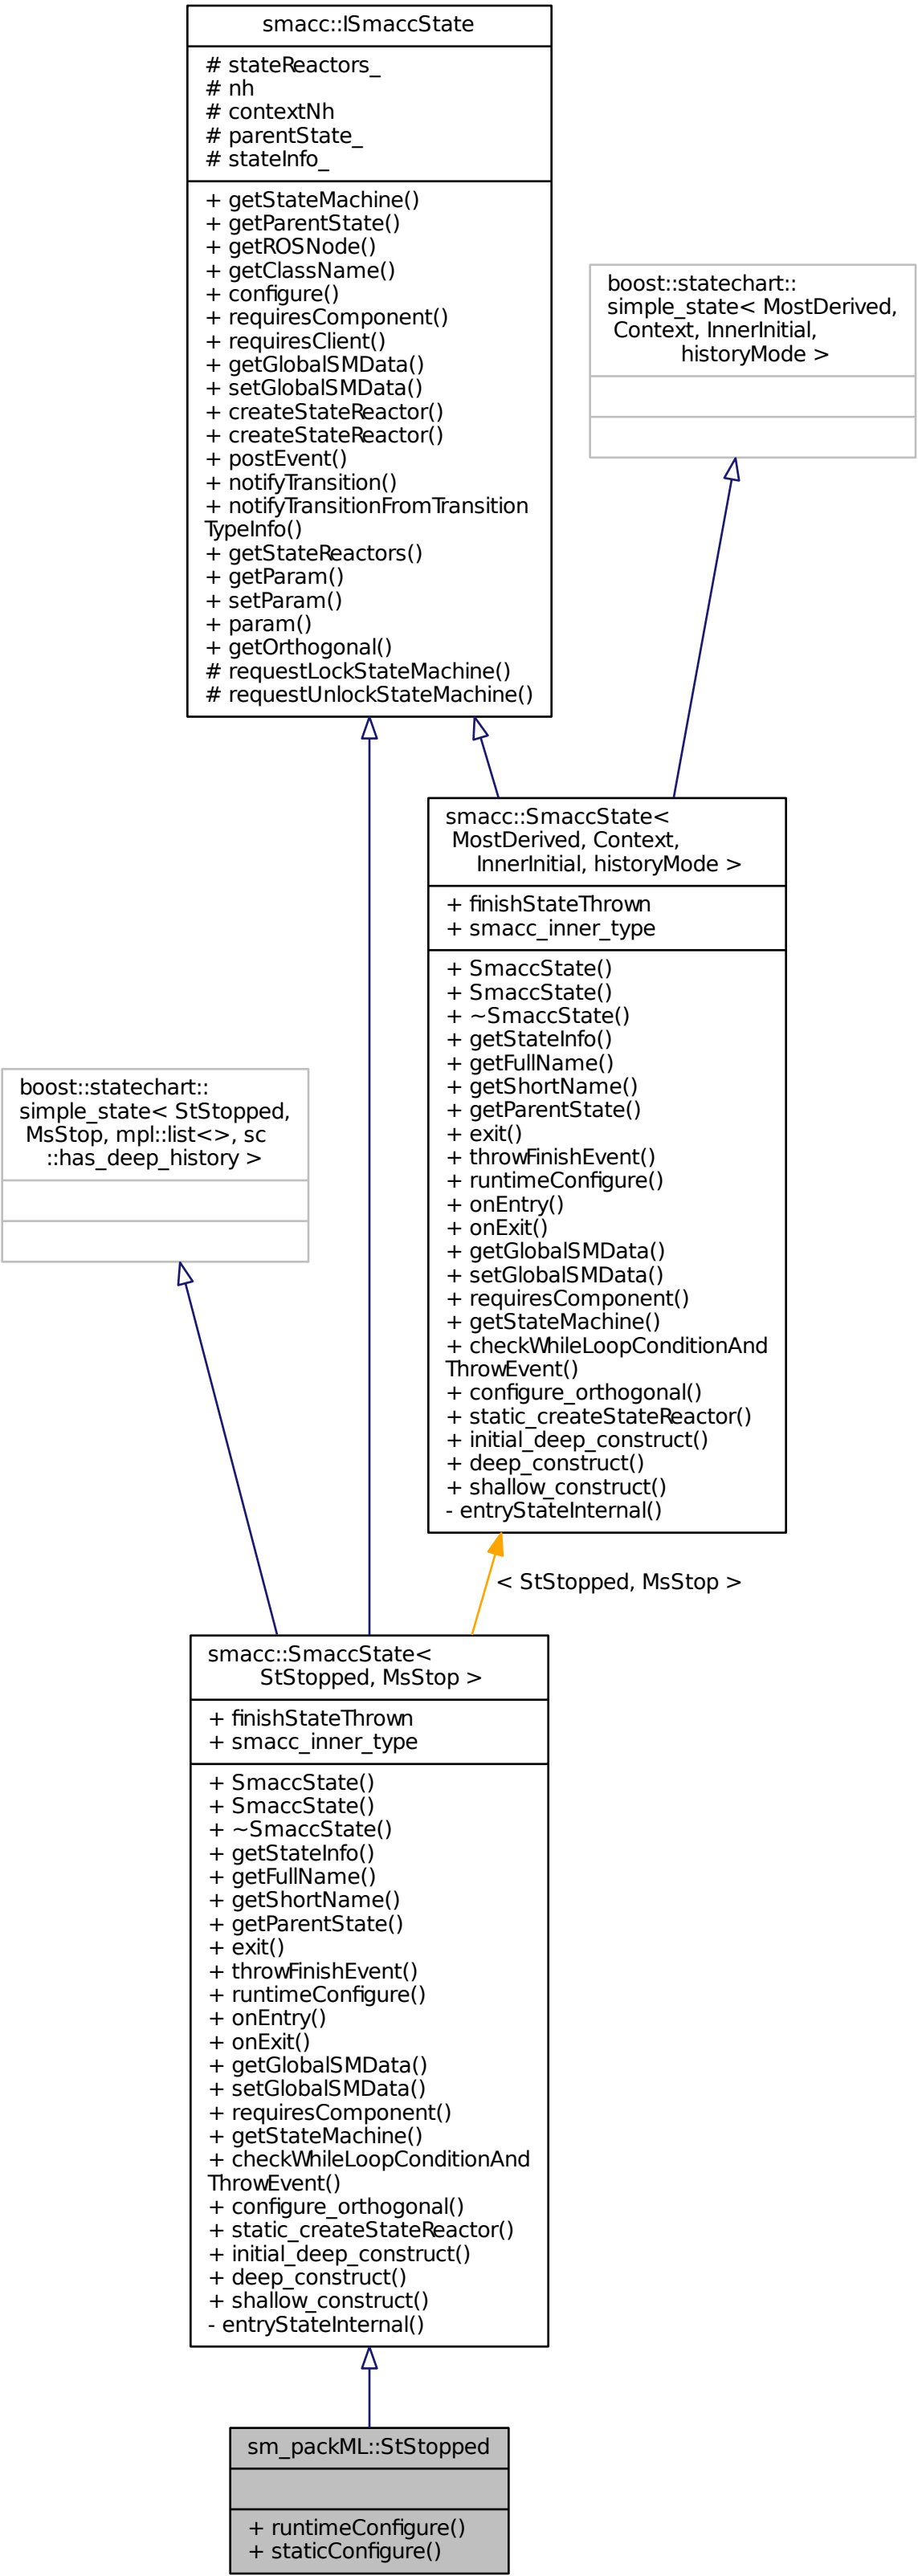 smacc::ISmaccState
# stateReactors_
# nh
# contextNh
# parentState_
# stateInfo_
+ getStateMachine()
+ getParentState()
+ getROSNode()
+ getClassName()
+ configure()
+ requiresComponent()
+ requiresClient()
+ getGlobalSMData()
+ setGlobalSMData()
+ createStateReactor()
+ createStateReactor()
+ postEvent()
+ notifyTransition()
+ notifyTransitionFromTransition
TypeInfo()
+ getStateReactors()
+ getParam()
+ setParam()
+ param()
+ getOrthogonal()
# requestLockStateMachine()
# requestUnlockStateMachine()
boost::statechart::
simple_state< MostDerived,
Context, InnerInitial,
historyMode >
smacc::SmaccState<
MostDerived, Context,
InnerInitial, historyMode >
+ finishStateThrown
+ smacc_inner_type
+ SmaccState()
+ SmaccState()
+ ~SmaccState()
+ getStateInfo()
+ getFullName()
+ getShortName()
+ getParentState()
+ exit()
+ throwFinishEvent()
+ runtimeConfigure()
+ onEntry()
+ onExit()
+ getGlobalSMData()
+ setGlobalSMData()
+ requiresComponent()
+ getStateMachine()
+ checkWhileLoopConditionAnd
ThrowEvent()
+ configure_orthogonal()
+ static_createStateReactor()
+ initial_deep_construct()
+ deep_construct()
+ shallow_construct()
- entryStateInternal()
boost::statechart::
simple_state< StStopped,
MsStop, mpl::list<>, sc
::has_deep_history >
< StStopped, MsStop >
smacc::SmaccState<
StStopped, MsStop >
+ finishStateThrown
+ smacc_inner_type
+ SmaccState()
+ SmaccState()
+ ~SmaccState()
+ getStateInfo()
+ getFullName()
+ getShortName()
+ getParentState()
+ exit()
+ throwFinishEvent()
+ runtimeConfigure()
+ onEntry()
+ onExit()
+ getGlobalSMData()
+ setGlobalSMData()
+ requiresComponent()
+ getStateMachine()
+ checkWhileLoopConditionAnd
ThrowEvent()
+ configure_orthogonal()
+ static_createStateReactor()
+ initial_deep_construct()
+ deep_construct()
+ shallow_construct()
- entryStateInternal()
sm_packML::StStopped
+ runtimeConfigure()
+ staticConfigure()